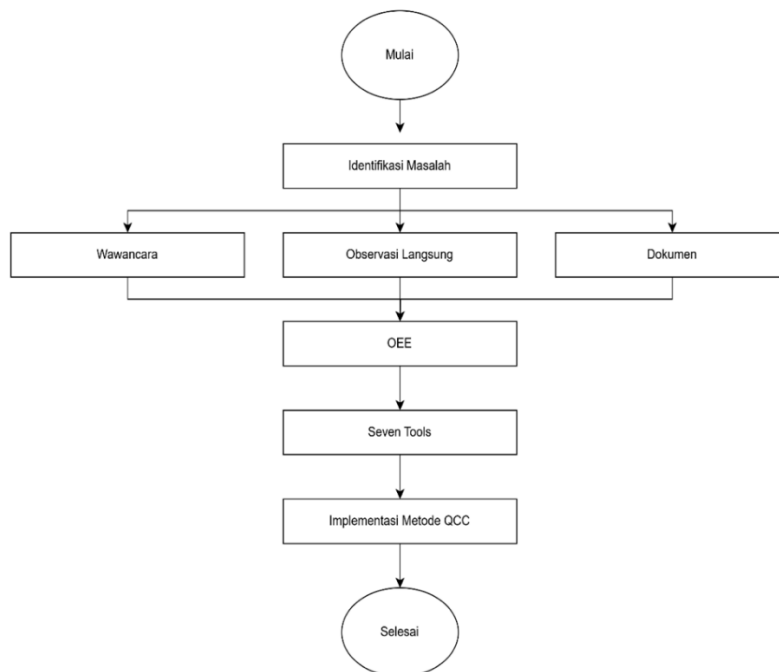 Mulai
Identifikasi Masalah
Wawancara
Observasi Langsung
Dokumen
OEE
Seven Tools
Implementasi Metode QCC
Selesai